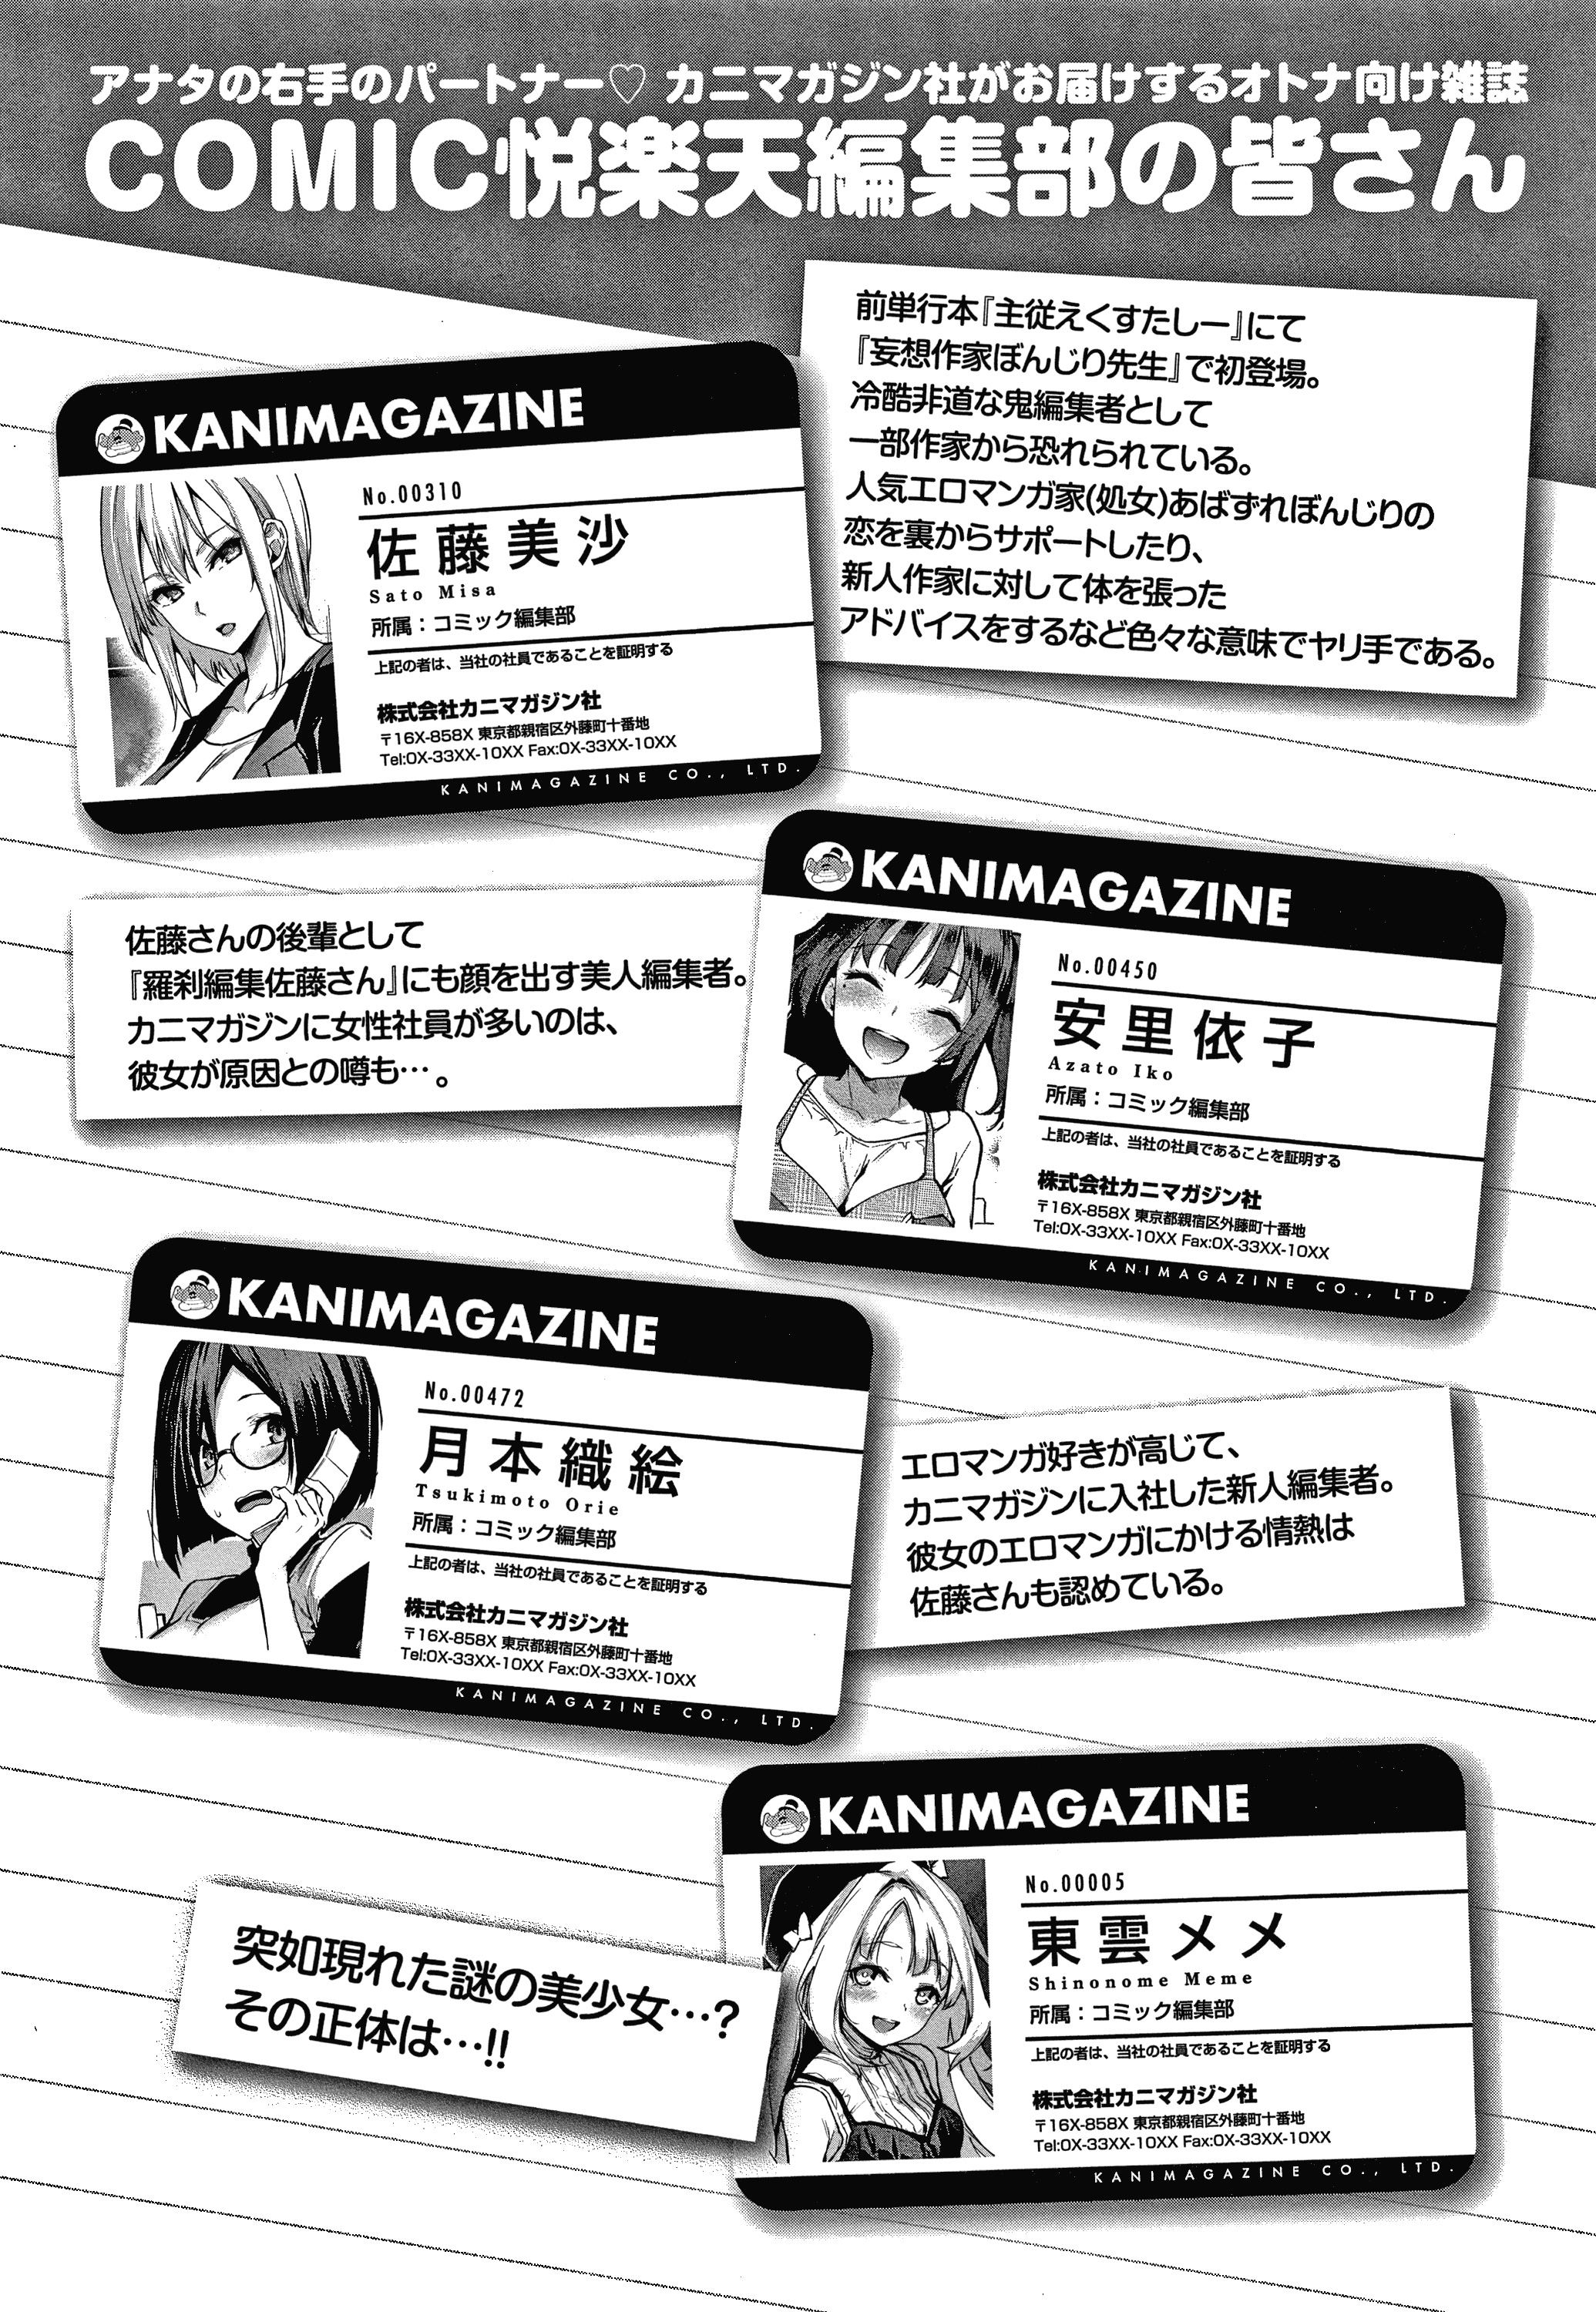 アナタの右手のパートナー♡ カニマガジン社がお届けするオトナ向け雑誌
COMIC悦楽天編集部の皆さん
KANIMAGAZINE
No.00310
佐藤美沙
Sato Misa
所属：コミック編集部
上記の者は、当社の社員であることを証明する
株式会社カニマガジン社
〒16X-858X 東京都親宿区外藤町十番地
Tel:0X-33XX-10XX Fax:0X-33XX-10XX
KANIMAGAZINE CO., LTD.
前単行本『主従えくすたしー』にて
『妄想作家ぼんじり先生』で初登場。
冷酷非道な鬼編集者として
一部作家から恐れられている。
人気エロマンガ家(処女)あばずれぼんじりの
恋を裏からサポートしたり、
新人作家に対して体を張った
アドバイスをするなど色々な意味でヤリ手である。
KANIMAGAZINE
No.00450
安里依子
Azato Iko
所属：コミック編集部
上記の者は、当社の社員であることを証明する
株式会社カニマガジン社
〒16X-858X 東京都親宿区外藤町十番地
Tel:0X-33XX-10XX Fax:0X-33XX-10XX
KANIMAGAZINE CO., LTD.
佐藤さんの後輩として
『羅刹編集佐藤さん』にも顔を出す美人編集者。
カニマガジンに女性社員が多いのは、
彼女が原因との噂も…。
KANIMAGAZINE
No.00472
月本織絵
Tsukimoto Orie
所属：コミック編集部
上記の者は、当社の社員であることを証明する
株式会社カニマガジン社
〒16X-858X 東京都親宿区外藤町十番地
Tel:0X-33XX-10XX Fax:0X-33XX-10XX
KANIMAGAZINE CO., LTD.
エロマンガ好きが高じて、
カニマガジンに入社した新人編集者。
彼女のエロマンガにかける情熱は
佐藤さんも認めている。
KANIMAGAZINE
No.00005
東雲メメ
Shinonome Meme
所属：コミック編集部
上記の者は、当社の社員であることを証明する
株式会社カニマガジン社
〒16X-858X 東京都親宿区外藤町十番地
Tel:0X-33XX-10XX Fax:0X-33XX-10XX
KANIMAGAZINE CO., LTD.
突如現れた謎の美少女…?
その正体は…!!